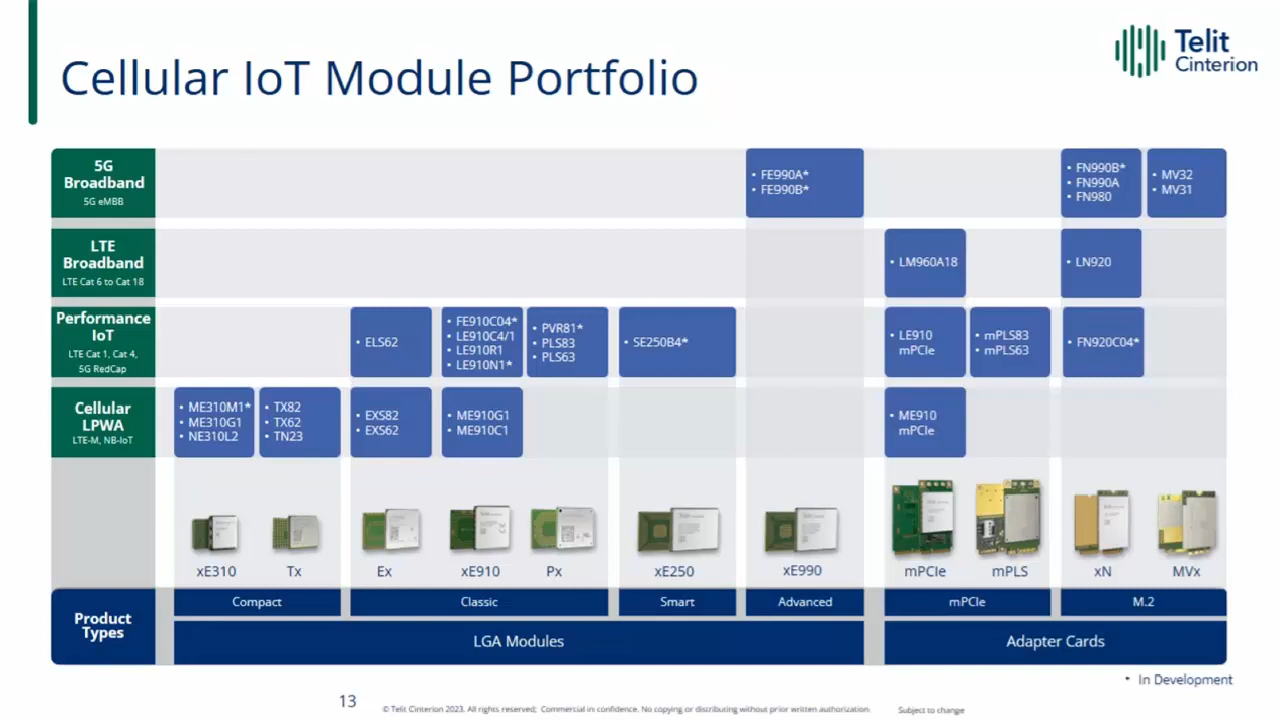 Cellular IoT Module Portfolio
Telit
Cinterion
5G
Broadband
5G eMBB
• FE990A*
• FE990B*
• FN990B*
• FN990A
• FN980
• MV32
• MV31
LTE
Broadband
LTE Cat 6 to Cat 18
• LM960A18
• LN920
Performance
IoT
LTE Cat 1, Cat 4,
5G RedCap
• ELS62
• FE910C04*
• LE910C4/1
• LE910R1
• LE910N1*
• PVR81*
• PLS83
• PLS63
• SE250B4*
• LE910
mPCIe
• mPLS83
• mPLS63
• FN920C04*
Cellular
LPWA
LTE-M, NB-IoT
• ME310M1*
• ME310G1
• NE310L2
• TX82
• TX62
• TN23
• EXS82
• EXS62
• ME910G1
• ME910C1
• ME910
mPCIe
xE310
Tx
Ex
xE910
Px
xE250
xE990
mPCIe
mPLS
xN
MVx
Product
Types
Compact
Classic
Smart
Advanced
mPCIe
M.2
LGA Modules
Adapter Cards
* In Development
13
© Telit Cinterion 2023. All rights reserved; Commercial in confidence. No copying or distributing without prior written authorization.
Subject to change